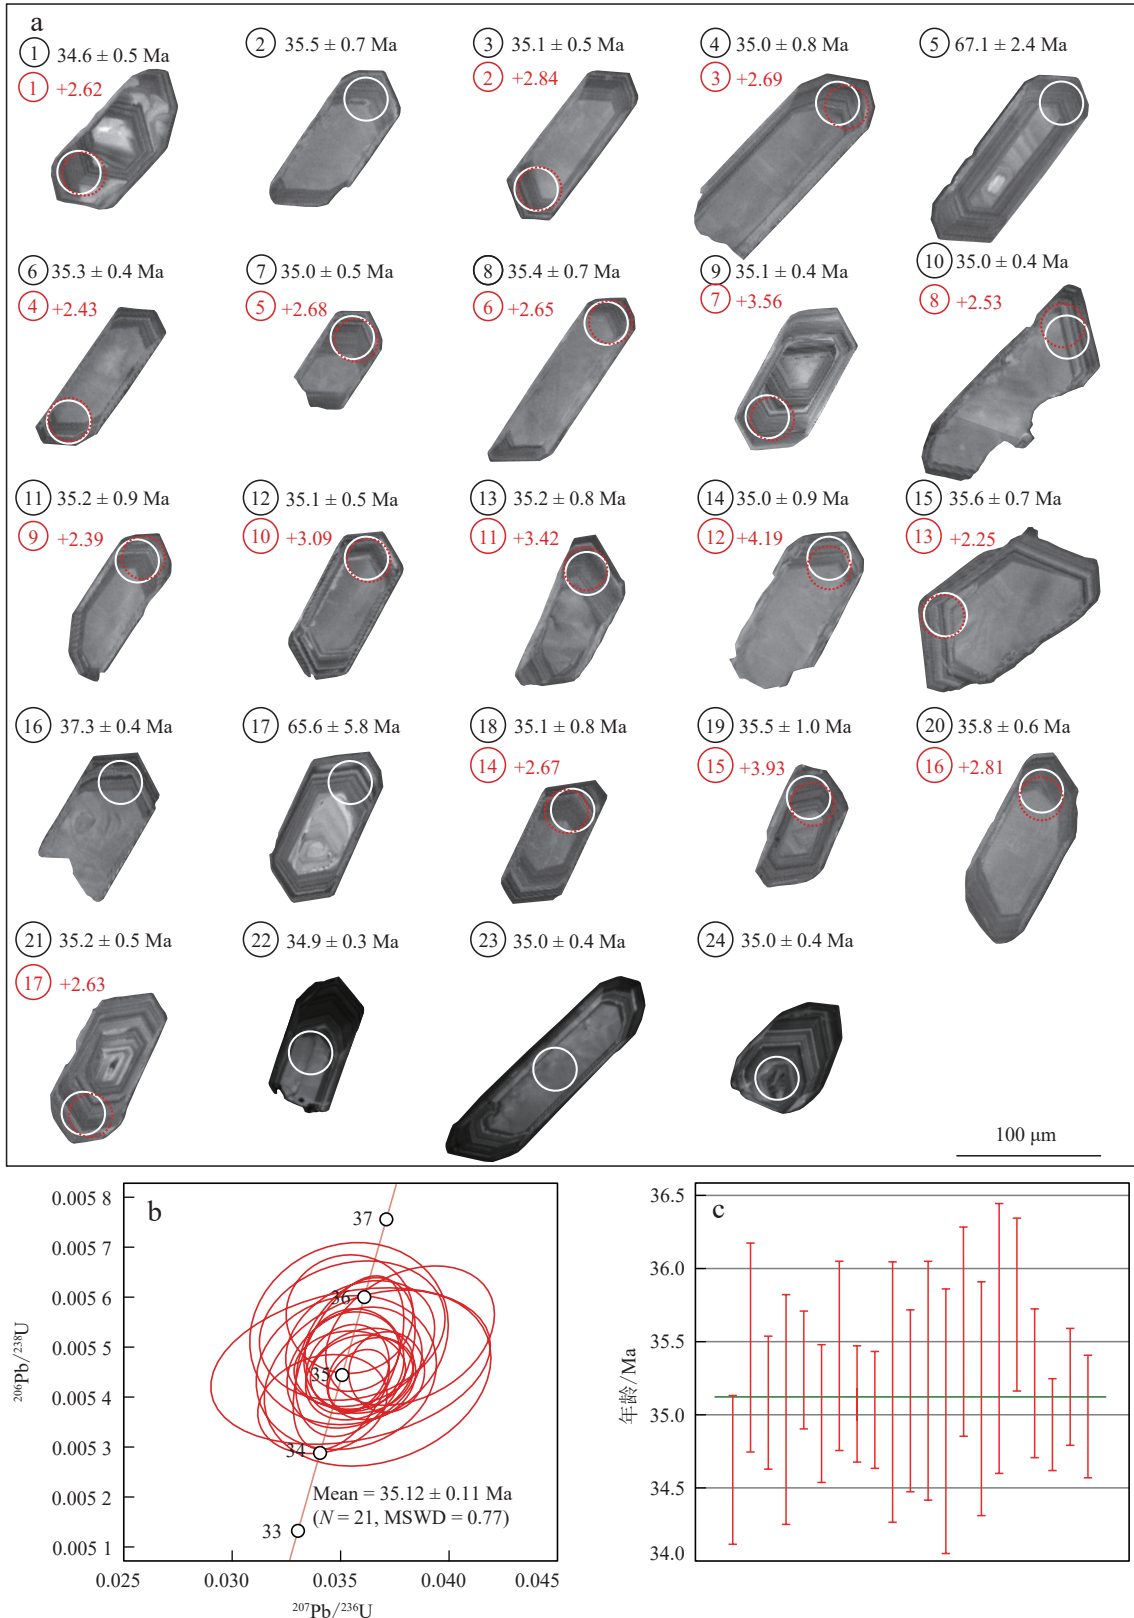 a
1 34.6 ± 0.5 Ma
2 35.5 ± 0.7 Ma
3 35.1 ± 0.5 Ma
4 35.0 ± 0.8 Ma
5 67.1 ± 2.4 Ma
1 +2.62
2 +2.84
3 +2.69
6 35.3 ± 0.4 Ma
7 35.0 ± 0.5 Ma
8 35.4 ± 0.7 Ma
9 35.1 ± 0.4 Ma
10 35.0 ± 0.4 Ma
4 +2.43
5 +2.68
6 +2.65
7 +3.56
8 +2.53
11 35.2 ± 0.9 Ma
12 35.1 ± 0.5 Ma
13 35.2 ± 0.8 Ma
14 35.0 ± 0.9 Ma
15 35.6 ± 0.7 Ma
9 +2.39
10 +3.09
11 +3.42
12 +4.19
13 +2.25
16 37.3 ± 0.4 Ma
17 65.6 ± 5.8 Ma
18 35.1 ± 0.8 Ma
19 35.5 ± 1.0 Ma
20 35.8 ± 0.6 Ma
14 +2.67
15 +3.93
16 +2.81
21 35.2 ± 0.5 Ma
22 34.9 ± 0.3 Ma
23 35.0 ± 0.4 Ma
24 35.0 ± 0.4 Ma
17 +2.63
100 μm
b
0.005 8
0.005 7
0.005 6
0.005 5
0.005 4
0.005 3
0.005 2
0.005 1
206Pb/238U
37
36
35
34
33
Mean = 35.12 ± 0.11 Ma
(N = 21, MSWD = 0.77)
0.025
0.030
0.035
0.040
0.045
207Pb/236U
c
36.5
36.0
35.5
35.0
34.5
34.0
年龄/Ma